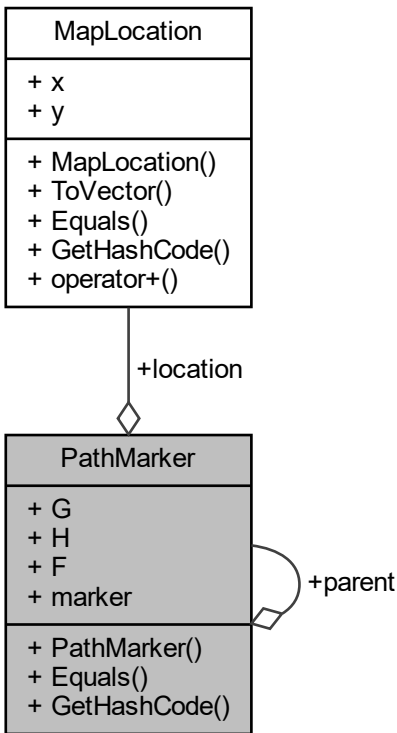 MapLocation
+ x
+ y
+ MapLocation()
+ ToVector()
+ Equals()
+ GetHashCode()
+ operator+()
+location
PathMarker
+ G
+ H
+ F
+ marker
+parent
+ PathMarker()
+ Equals()
+ GetHashCode()